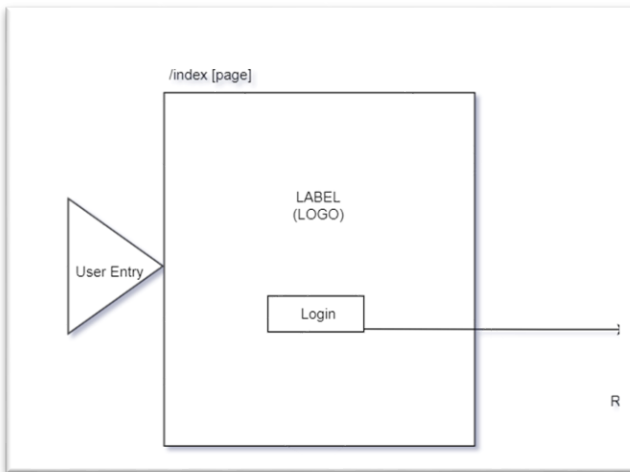 /index [page]
LABEL
(LOGO)
User Entry
Login
R